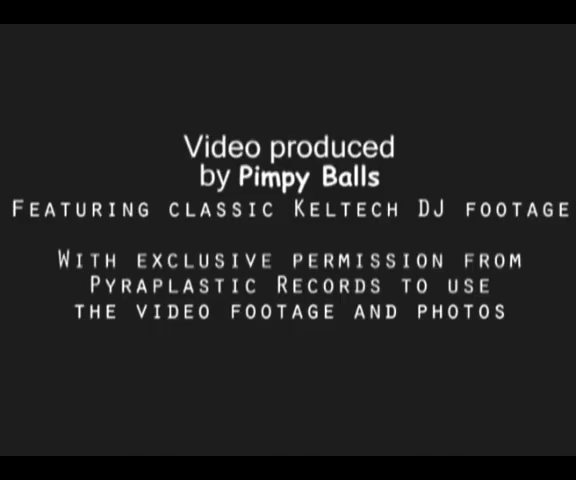 Video produced
by Pimpy Balls
FEATURING CLASSIC KELTECH DJ FOOTAGE
WITH EXCLUSIVE PERMISSION FROM
PYRAPLASTIC RECORDS TO USE
THE VIDEO FOOTAGE AND PHOTOS